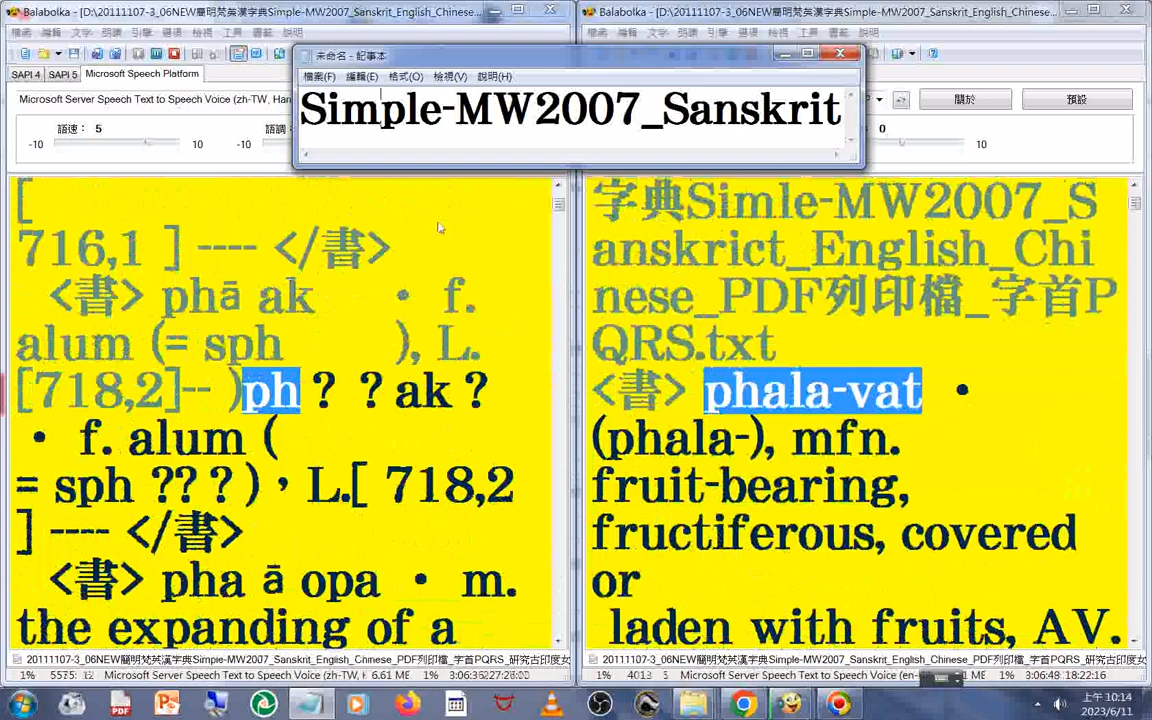 Balabolka - [D:\20111107-3_06NEW簡明梵英漢字典Simple-MW2007_Sanskrit_English_Chinese...
Balabolka - [D:\20111107-3_06NEW簡明梵英漢字典Simple-MW2007_Sanskrit_English_Chinese...
未命名 - 記事本
檔案(F) 編輯(E) 格式(O) 檢視(V) 說明(H)
Simple-MW2007_Sanskrit
SAPI 4 SAPI 5 Microsoft Speech Platform
Microsoft Server Speech Text to Speech Voice (zh-TW, Han
關於 預設
語速： 5 語調
0
-10 10 -10
10
[
716,1 ] ---- </書>
<書> phā ak • f.
alum (= sph ), L.
[718,2]-- )ph ? ? ak ?
• f. alum (
= sph ?? ? )，L.[ 718,2
] ---- </書>
<書> pha ā opa • m.
the expanding of a
字典Simle-MW2007_S
anskrict_English_Chi
nese_PDF列印檔_字首P
QRS.txt
<書> phala-vat •
(phala-), mfn.
fruit-bearing,
fructiferous, covered
or
laden with fruits, AV.
20111107-3_06NEW簡明梵英漢字典Simple-MW2007_Sanskrit_English_Chinese_PDF列印檔_字首PQRS_研究古印度女
20111107-3_06NEW簡明梵英漢字典Simple-MW2007_Sanskrit_English_Chinese_PDF列印檔_字首PQRS_研究古印度女
1% Microsoft Server Speech Text to Speech Voice (zh-TW, H 6.61 MB 1%
1% 4013 Microsoft Server Speech Text to Speech Voice (zh-TW, H 1% 3:06:48 18:22:16
上午 10:14
2023/6/11